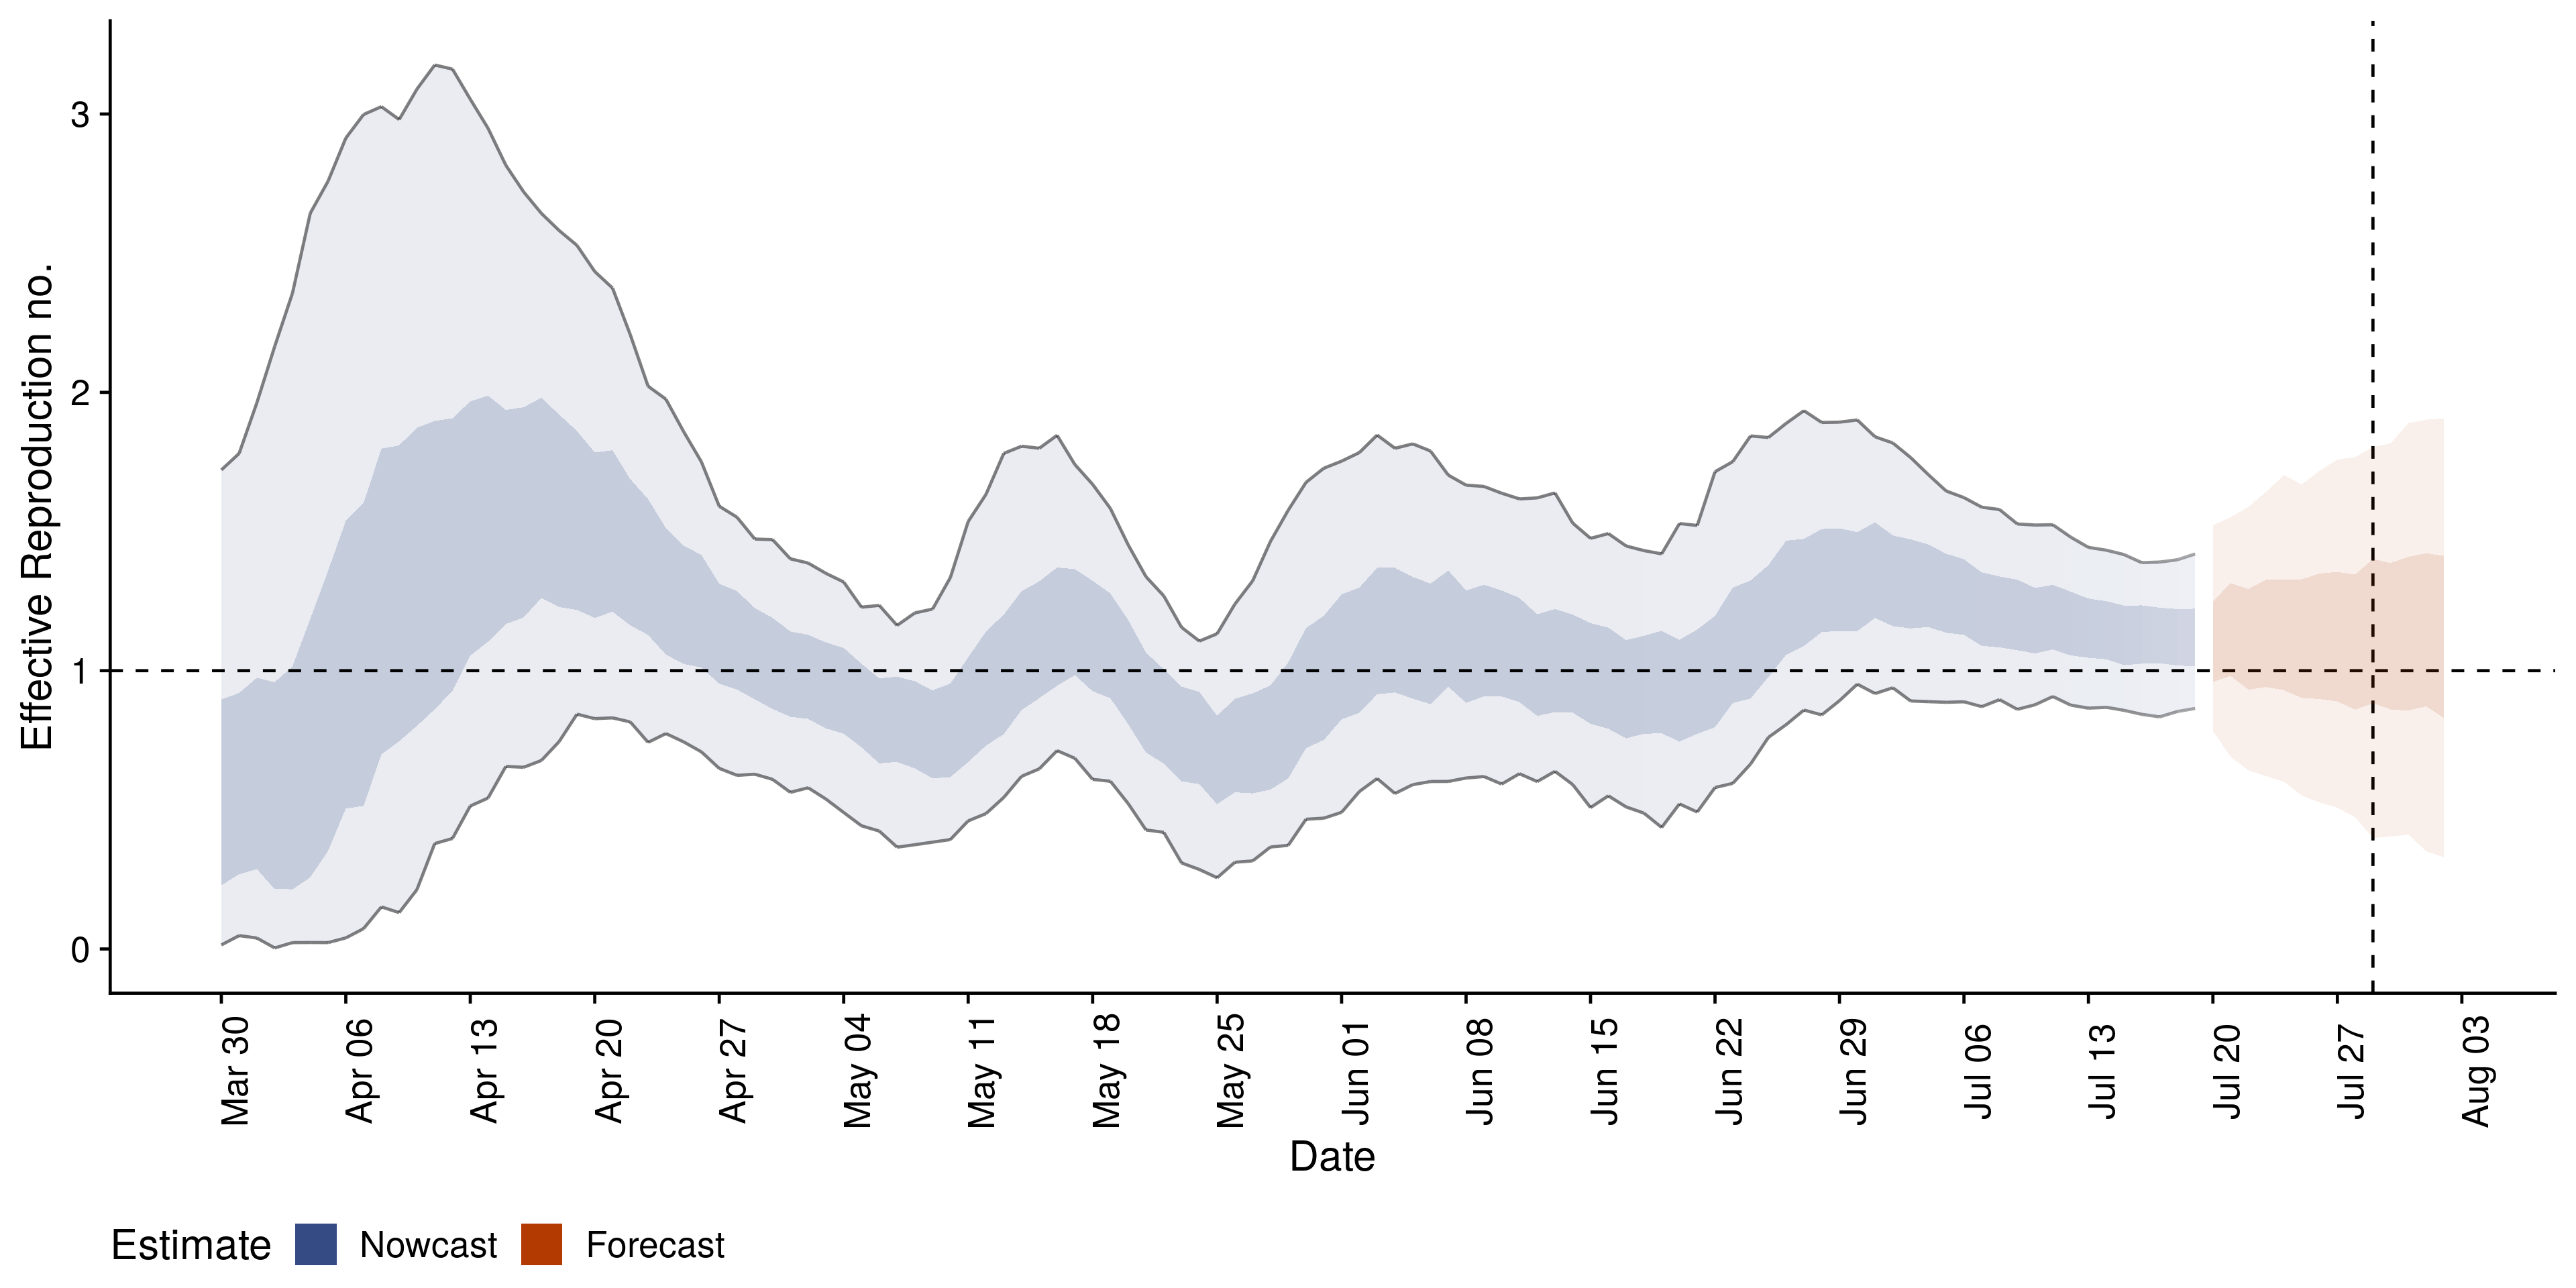 Effective Reproduction no.
3
2
1
0
Mar 30
Apr 06
Apr 13
Apr 20
Apr 27
May 04
May 11
May 18
May 25
Jun 01
Jun 08
Jun 15
Jun 22
Jun 29
Jul 06
Jul 13
Jul 20
Jul 27
Aug 03
Date
Estimate Nowcast Forecast